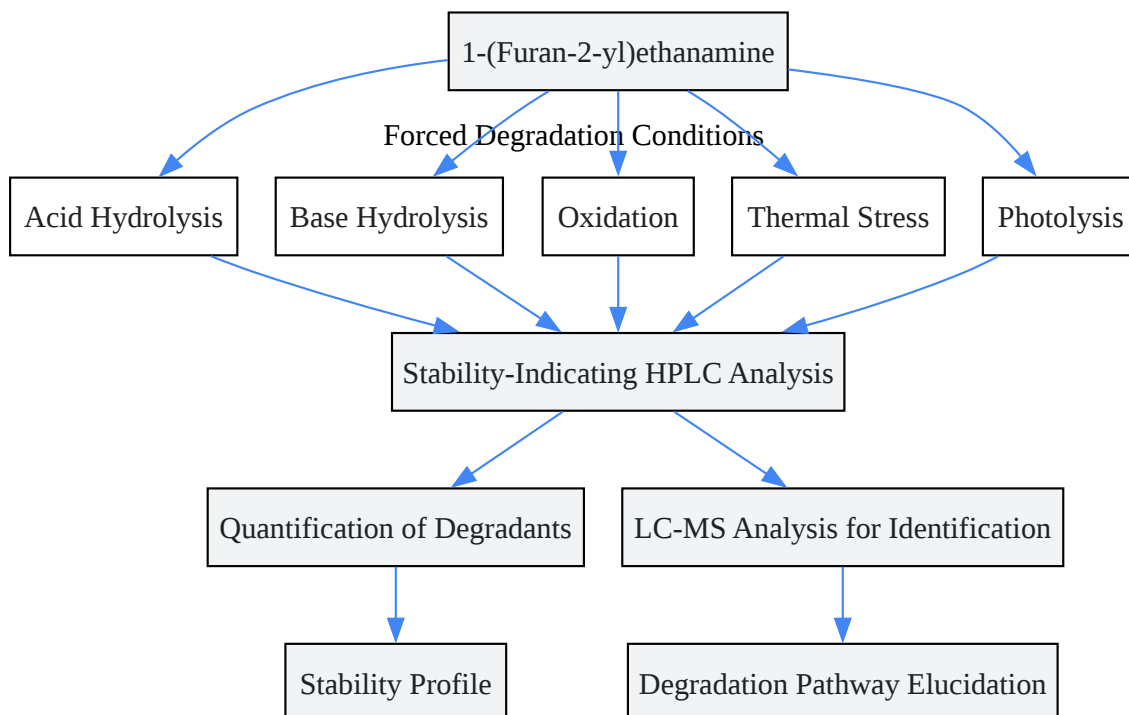 1-(Furan-2-yl)ethanamine
Forced Degradation Conditions
Acid Hydrolysis
Base Hydrolysis
Oxidation
Thermal Stress
Photolysis
Stability-Indicating HPLC Analysis
Quantification of Degradants
LC-MS Analysis for Identification
Stability Profile
Degradation Pathway Elucidation